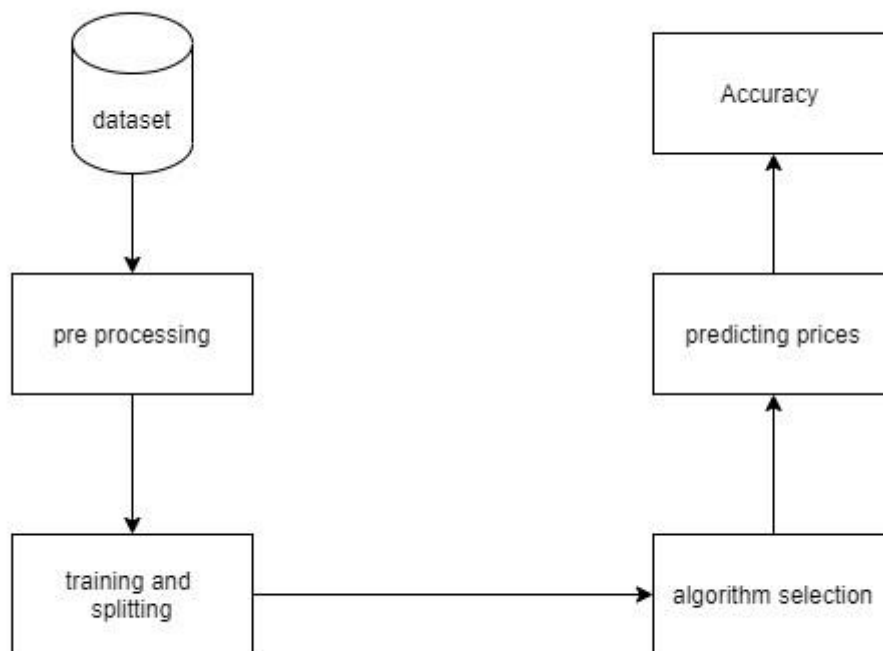 dataset
pre processing
training and
splitting
algorithm selection
predicting prices
Accuracy